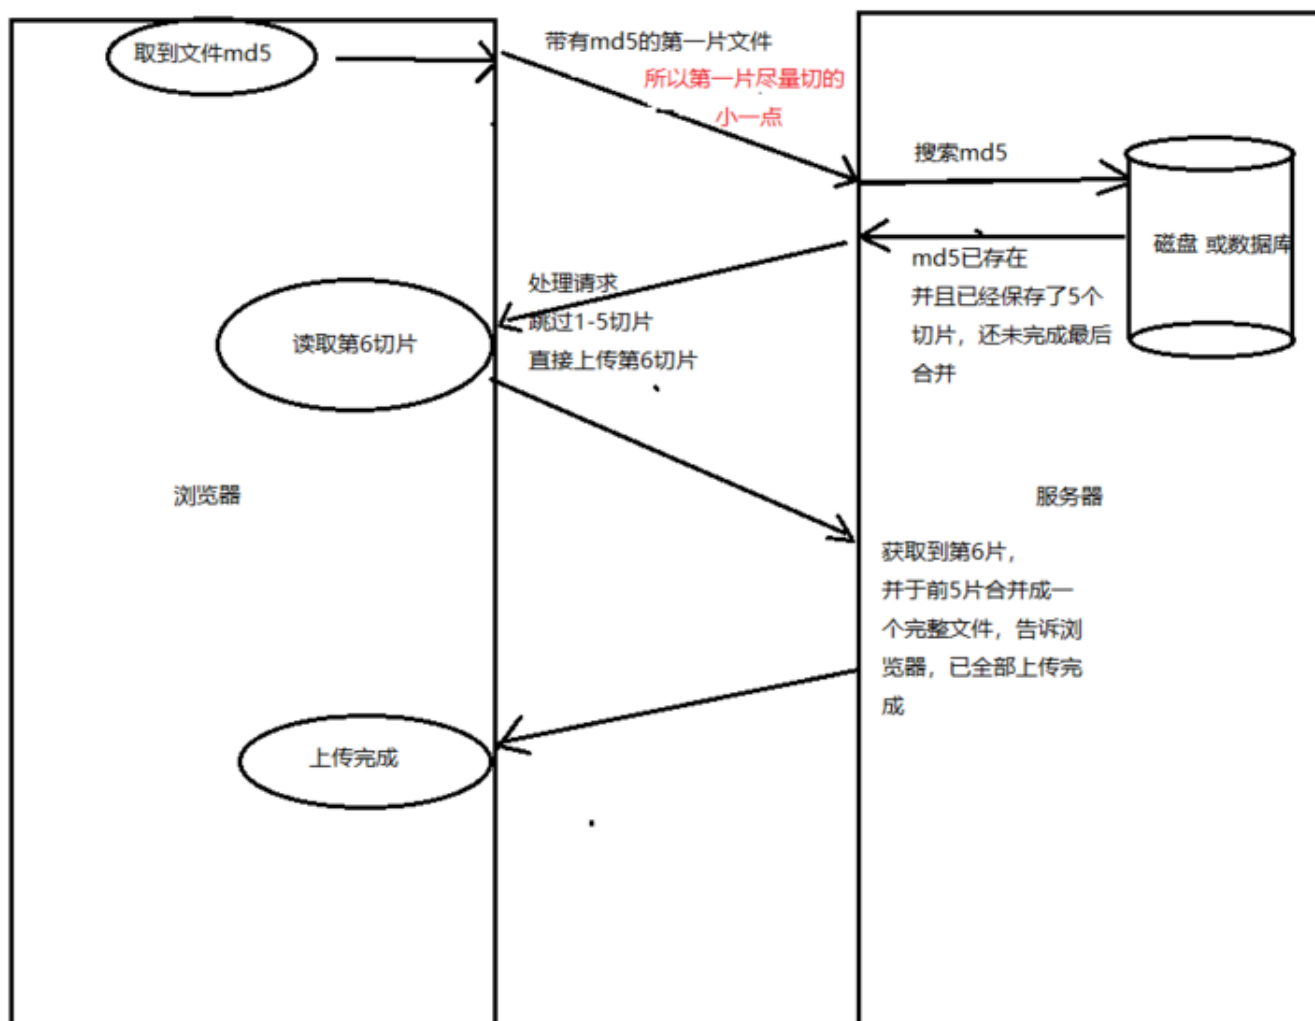 取到文件md5
带有md5的第一片文件
所以第一片尽量切的
小一点
搜索md5
磁盘 或数据库
md5已存在
并且已经保存了5个
切片，还未完成最后
合并
处理请求
跳过1-5切片
直接上传第6切片
读取第6切片
浏览器
服务器
获取到第6片，
并于前5片合并成一
个完整文件，告诉浏
览器，已全部上传完
成
上传完成